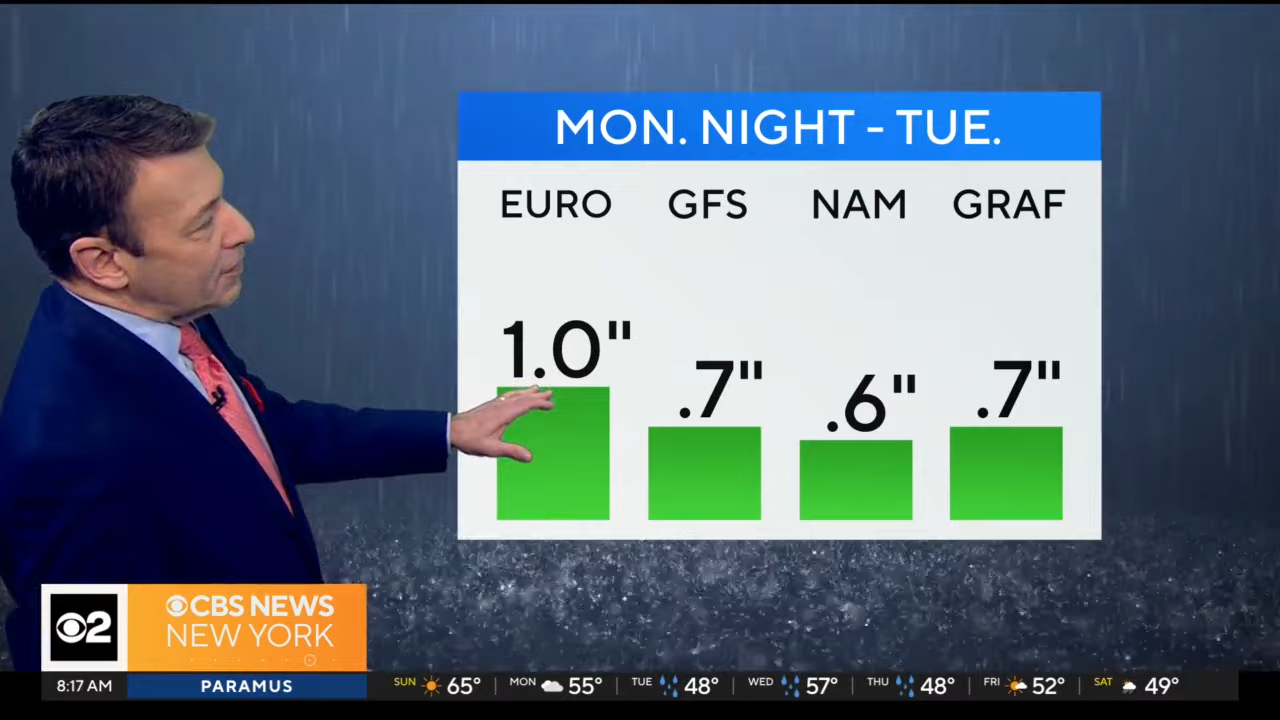 MON. NIGHT - TUE.
EURO GFS NAM GRAF
1.0" .7" .6" .7"
2 CBS NEWS
NEW YORK
8:17 AM PARAMUS SUN 65° MON 55° TUE 48° WED 57° THU 48° FRI 52° SAT 49°